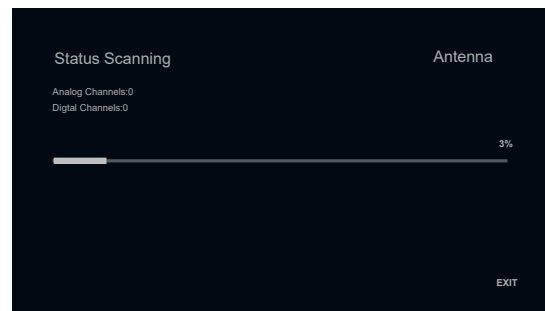 Status Scanning
Antenna
Analog Channels:0
Digtal Channels:0
3%
EXIT